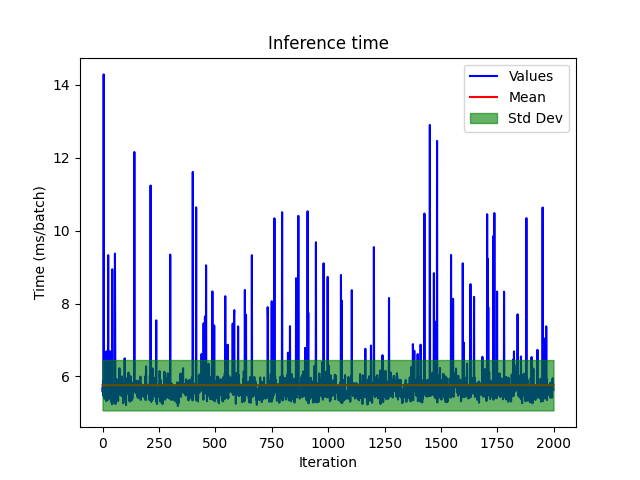 Inference time
Values
Mean
Std Dev
Time (ms/batch)
14
12
10
8
6
0 250 500 750 1000 1250 1500 1750 2000
Iteration